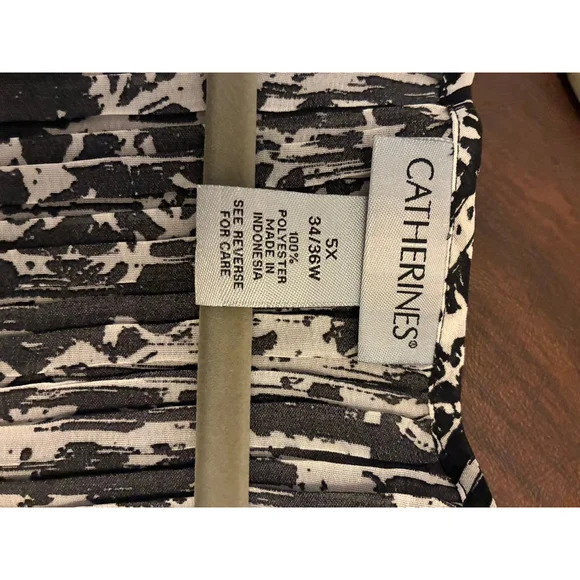 CATHERINES®
5X
34/36W
100%
POLYESTER
MADE IN
INDONESIA
SEE REVERSE
FOR CARE